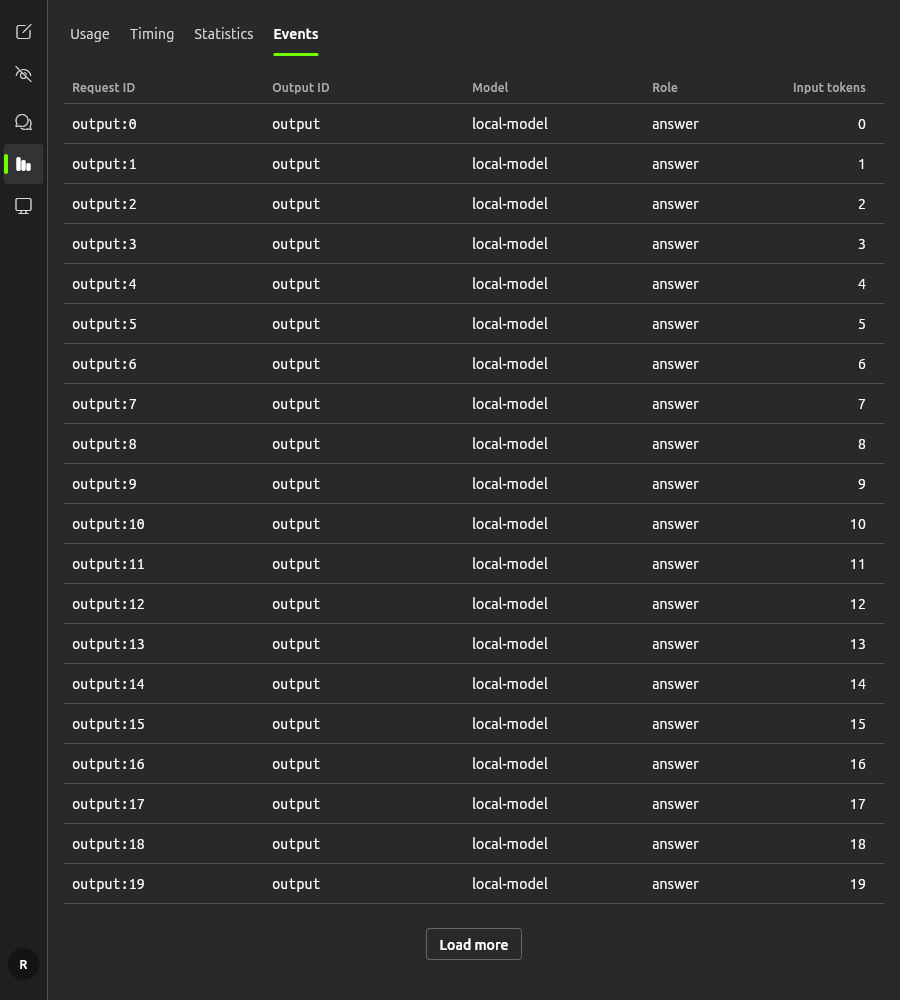 Usage Timing Statistics Events
Request ID Output ID Model Role Input tokens
output:0 output local-model answer 0
output:1 output local-model answer 1
output:2 output local-model answer 2
output:3 output local-model answer 3
output:4 output local-model answer 4
output:5 output local-model answer 5
output:6 output local-model answer 6
output:7 output local-model answer 7
output:8 output local-model answer 8
output:9 output local-model answer 9
output:10 output local-model answer 10
output:11 output local-model answer 11
output:12 output local-model answer 12
output:13 output local-model answer 13
output:14 output local-model answer 14
output:15 output local-model answer 15
output:16 output local-model answer 16
output:17 output local-model answer 17
output:18 output local-model answer 18
output:19 output local-model answer 19
Load more
R